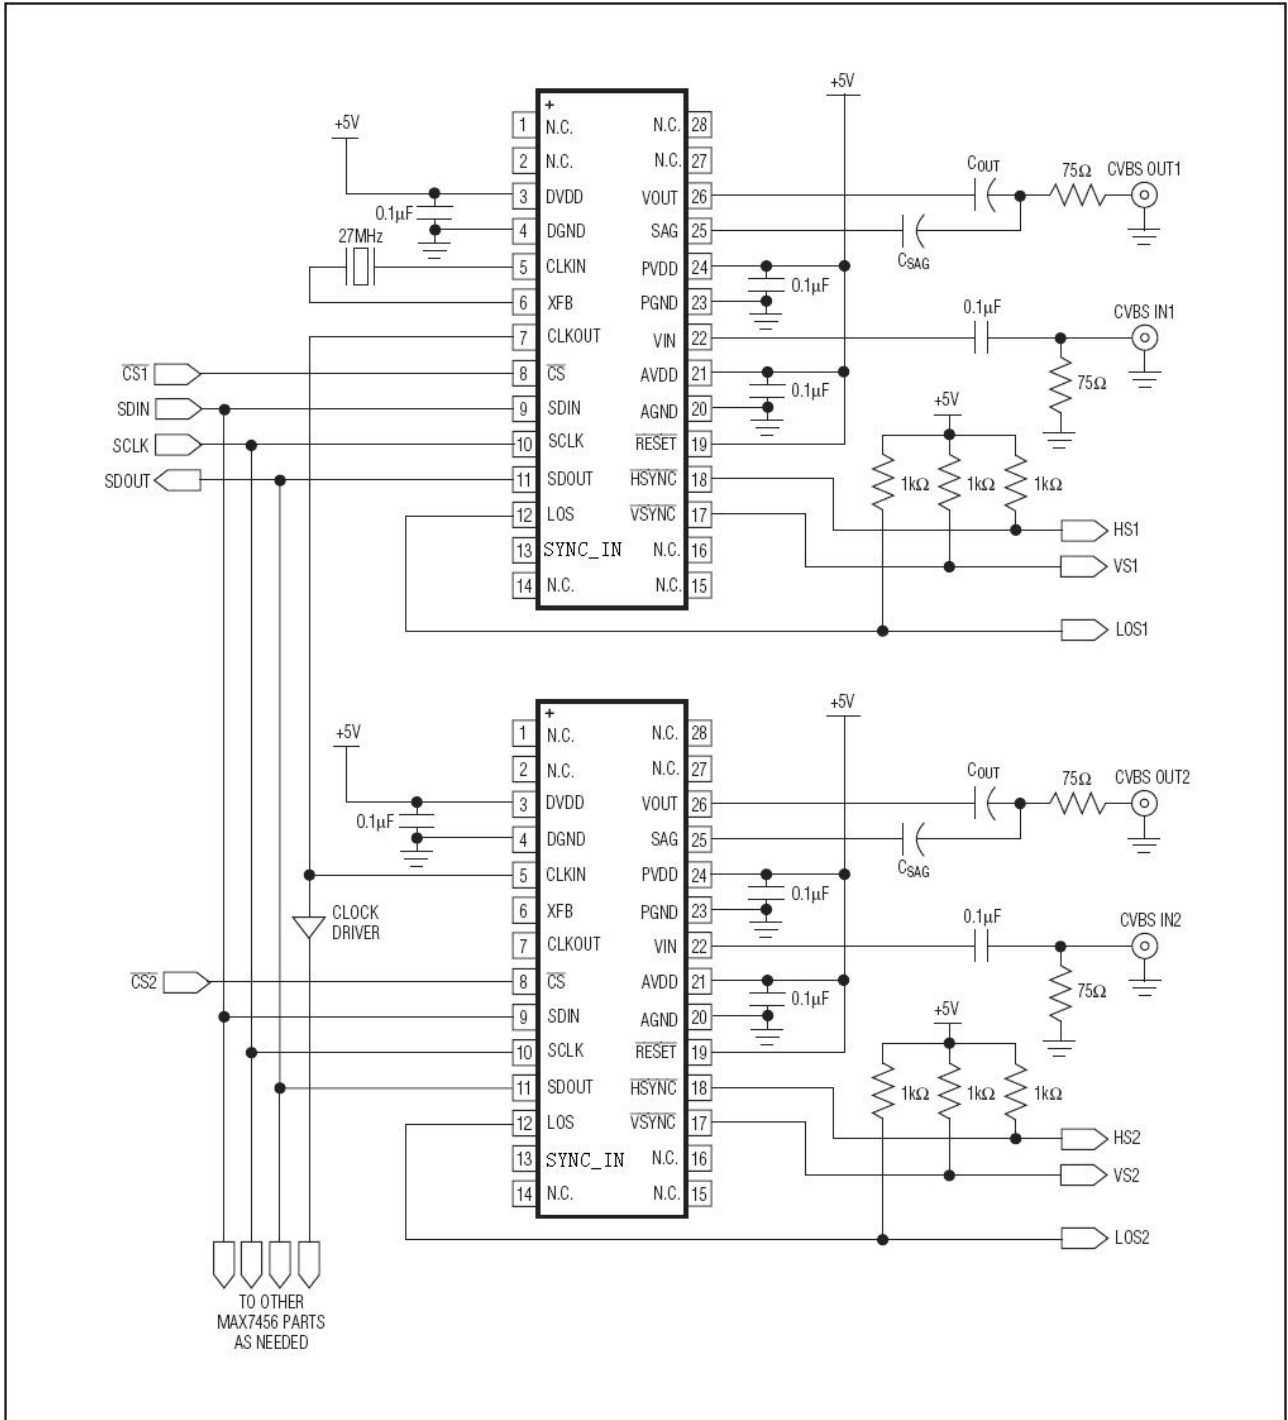 +5V
+5V
+
1 N.C. N.C. 28
2 N.C. N.C. 27
3 DVDD VOUT 26
4 DGND SAG 25
5 CLKIN PVDD 24
6 XFB PGND 23
7 CLKOUT VIN 22
8 CS AVDD 21
9 SDIN AGND 20
10 SCLK RESET 19
11 SDOUT HSYNC 18
12 LOS VSYNC 17
13 SYNC_IN N.C. 16
14 N.C. N.C. 15
0.1µF
27MHz
CS1
SDIN
SCLK
SDOUT
COUT
75Ω
CVBS OUT1
CSAG
0.1µF
0.1µF
CVBS IN1
75Ω
0.1µF
+5V
1kΩ
1kΩ
1kΩ
HS1
VS1
LOS1
+5V
+5V
+
1 N.C. N.C. 28
2 N.C. N.C. 27
3 DVDD VOUT 26
4 DGND SAG 25
5 CLKIN PVDD 24
6 XFB PGND 23
7 CLKOUT VIN 22
8 CS AVDD 21
9 SDIN AGND 20
10 SCLK RESET 19
11 SDOUT HSYNC 18
12 LOS VSYNC 17
13 SYNC_IN N.C. 16
14 N.C. N.C. 15
0.1µF
CLOCK
DRIVER
CS2
COUT
75Ω
CVBS OUT2
CSAG
0.1µF
0.1µF
CVBS IN2
75Ω
0.1µF
+5V
1kΩ
1kΩ
1kΩ
HS2
VS2
LOS2
TO OTHER
MAX7456 PARTS
AS NEEDED